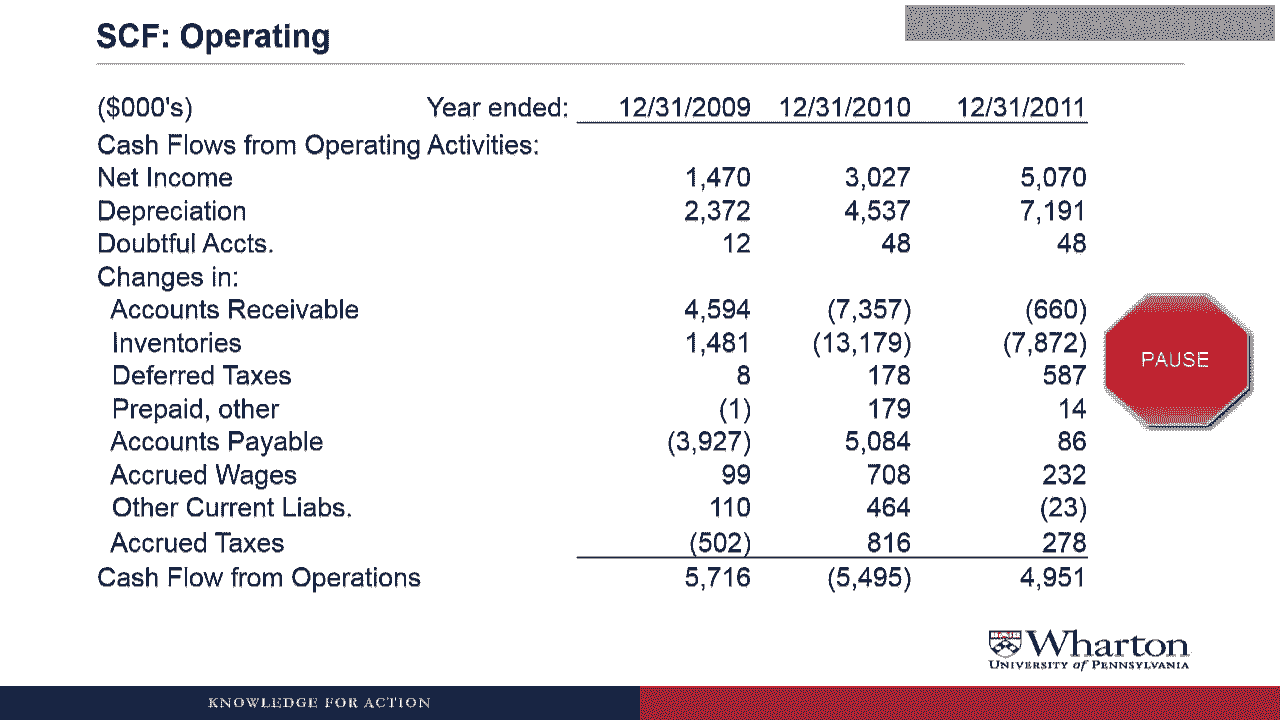 SCF: Operating
($000's) Year ended: 12/31/2009 12/31/2010 12/31/2011
Cash Flows from Operating Activities:
Net Income 1,470 3,027 5,070
Depreciation 2,372 4,537 7,191
Doubtful Accts. 12 48 48
Changes in:
Accounts Receivable 4,594 (7,357) (660)
Inventories 1,481 (13,179) (7,872)
PAUSE
Deferred Taxes 8 178 587
Prepaid, other (1) 179 14
Accounts Payable (3,927) 5,084 86
Accrued Wages 99 708 232
Other Current Liabs. 110 464 (23)
Accrued Taxes (502) 816 278
Cash Flow from Operations 5,716 (5,495) 4,951
Wharton
UNIVERSITY of PENNSYLVANIA
KNOWLEDGE FOR ACTION